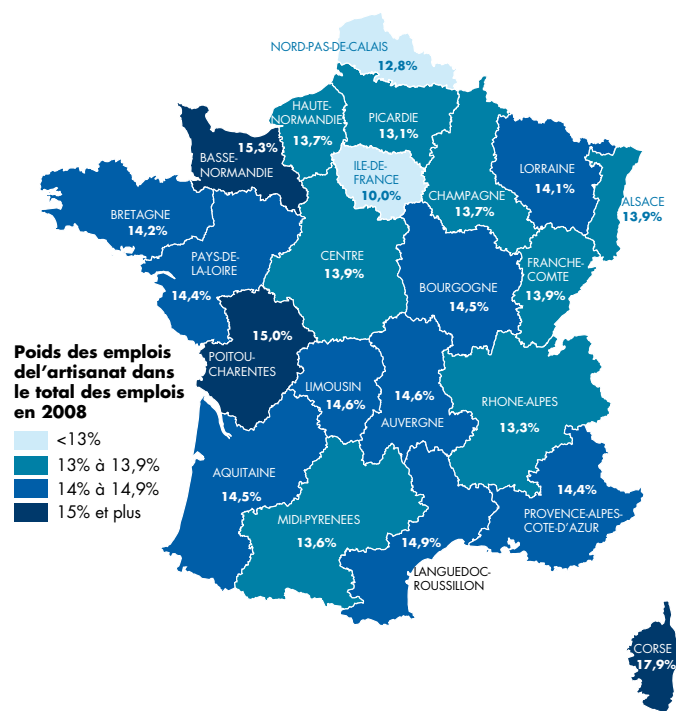 NORD-PAS-DE-CALAIS
12,8%
HAUTE-
NORMANDIE
13,7%
PICARDIE
13,1%
15,3%
BASSE-
NORMANDIE
ILE-DE-
FRANCE
10,0%
CHAMPAGNE
13,7%
LORRAINE
14,1%
ALSACE
13,9%
BRETAGNE
14,2%
PAYS-DE-
LA-LOIRE
14,4%
CENTRE
13,9%
BOURGOGNE
14,5%
FRANCHE-
COMTE
13,9%
15,0%
POITOU-
CHARENTES
LIMOUSIN
14,6%
14,6%
AUVERGNE
RHONE-ALPES
13,3%
Poids des emplois
del’artisanat dans
le total des emplois
en 2008
<13%
13% à 13,9%
14% à 14,9%
15% et plus
AQUITAINE
14,5%
MIDI-PYRENEES
13,6%
14,9%
LANGUEDOC-
ROUSSILLON
14,4%
PROVENCE-ALPES-
COTE-D’AZUR
CORSE
17,9%